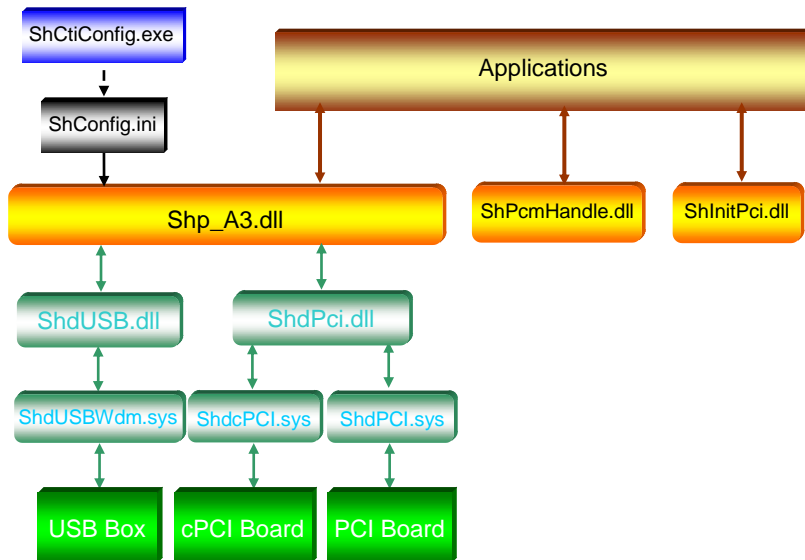 ShCtiConfig.exe
Applications
ShConfig.ini
Shp_A3.dll
ShPcmHandle.dll
ShInitPci.dll
ShdUSB.dll
ShdPci.dll
ShdUSBWdm.sys
ShdcPCI.sys
ShdPCI.sys
USB Box
cPCI Board
PCI Board